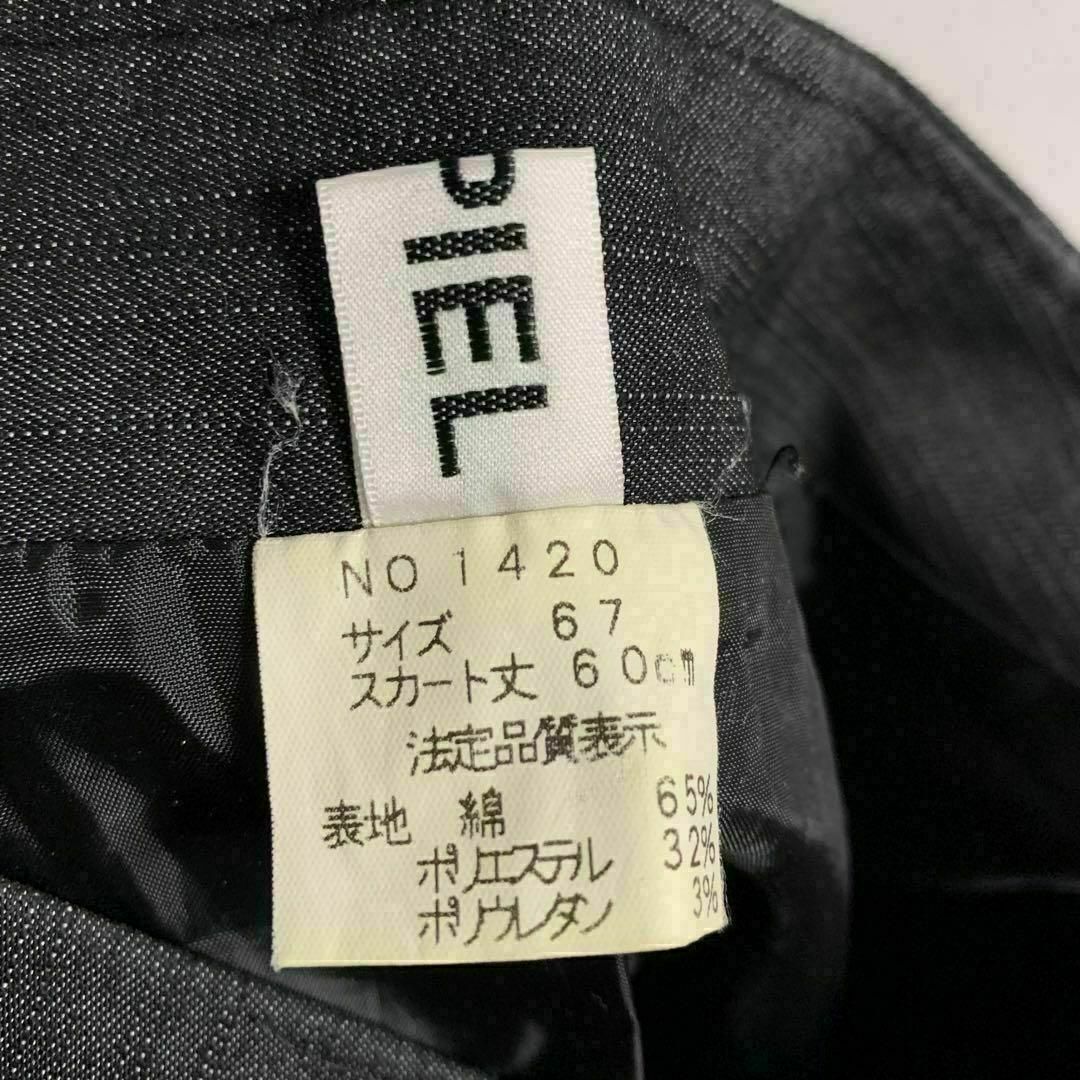 PIEL
NO 1420
サイズ 67
スカート丈 60cm
法定品質表示
表地 綿 65%
ポリエステル 32%
ポリウレタン 3%